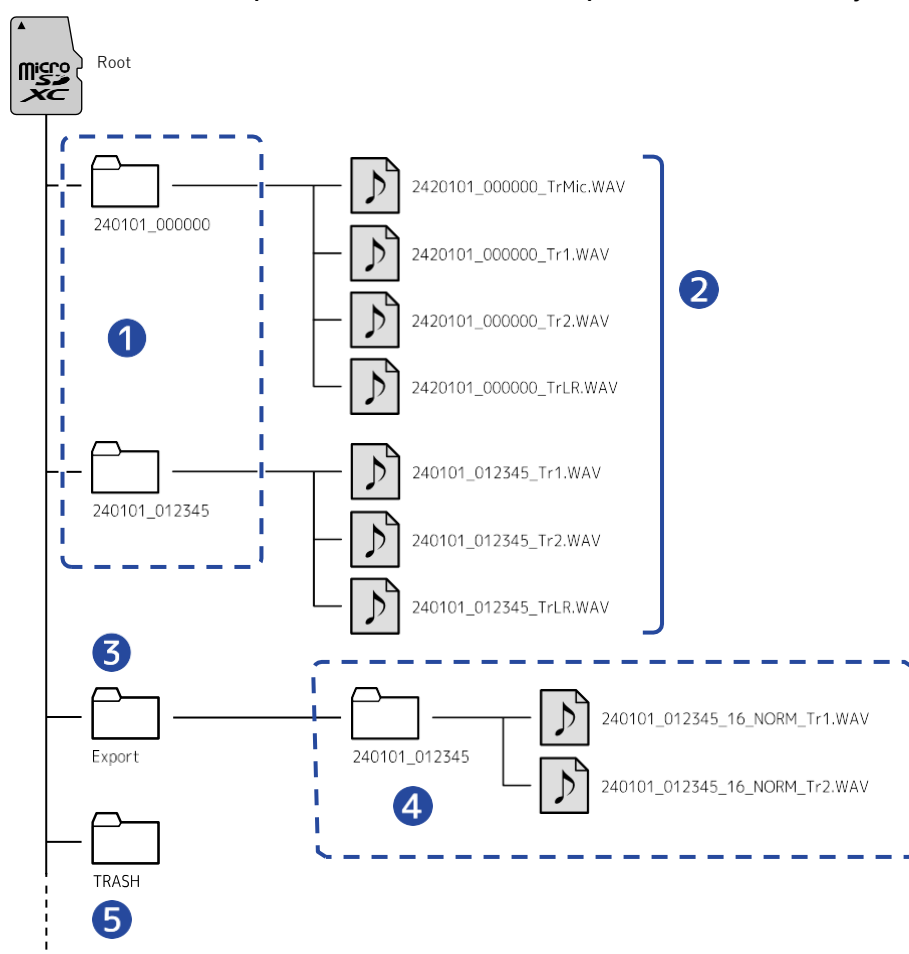 micro
SD
XC
Root
240101_000000
2420101_000000_TrMic.WAV
2420101_000000_Tr1.WAV
2420101_000000_Tr2.WAV
2420101_000000_TrLR.WAV
1
2
240101_012345
240101_012345_Tr1.WAV
240101_012345_Tr2.WAV
240101_012345_TrLR.WAV
3
Export
240101_012345
240101_012345_16_NORM_Tr1.WAV
240101_012345_16_NORM_Tr2.WAV
4
TRASH
5